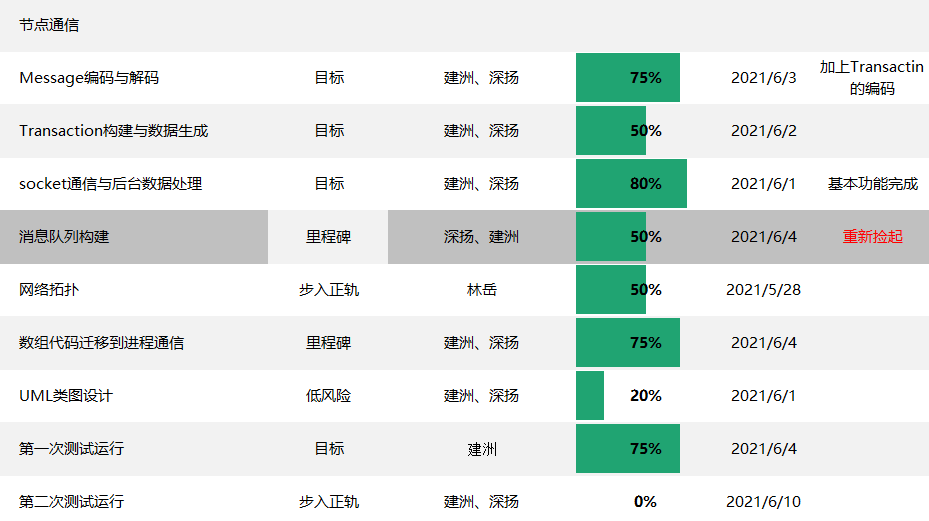 节点通信
Message编码与解码 目标 建洲、深扬 75% 2021/6/3 加上Transactin
的编码
Transaction构建与数据生成 目标 建洲、深扬 50% 2021/6/2
socket通信与后台数据处理 目标 建洲、深扬 80% 2021/6/1 基本功能完成
消息队列构建 里程碑 深扬、建洲 50% 2021/6/4 重新捡起
网络拓扑 步入正轨 林岳 50% 2021/5/28
数组代码迁移到进程通信 里程碑 建洲、深扬 75% 2021/6/4
UML类图设计 低风险 建洲、深扬 20% 2021/6/1
第一次测试运行 目标 建洲 75% 2021/6/4
第二次测试运行 步入正轨 建洲、深扬 0% 2021/6/10